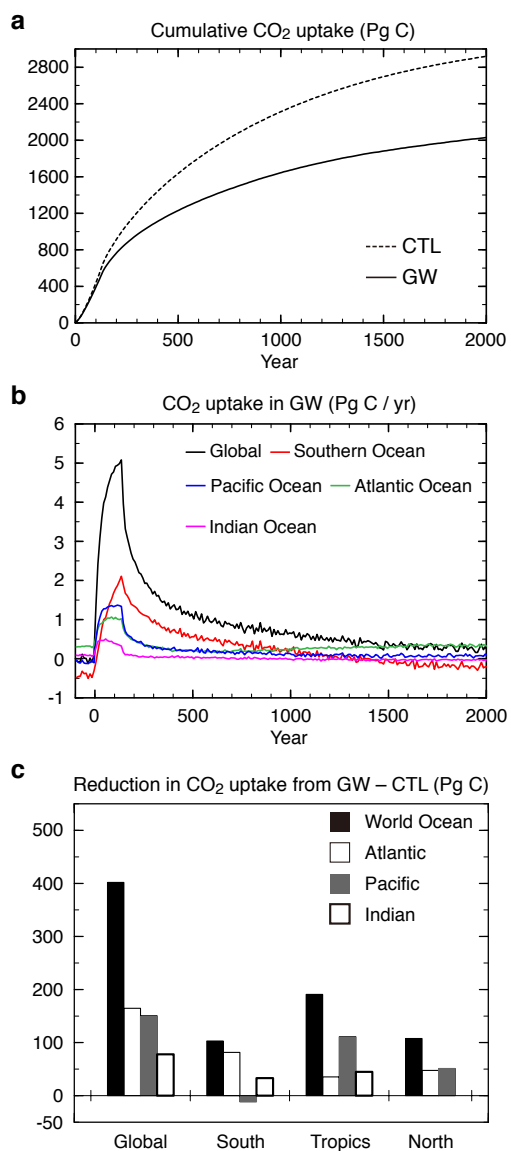 a
Cumulative CO₂ uptake (Pg C)
2800
2400
2000
1600
1200
800
400
0
CTL
GW
0 500 1000 1500 2000
Year
b
CO₂ uptake in GW (Pg C / yr)
6
5
4
3
2
1
0
-1
Global Southern Ocean
Pacific Ocean Atlantic Ocean
Indian Ocean
0 500 1000 1500 2000
Year
c
Reduction in CO₂ uptake from GW – CTL (Pg C)
500
400
300
200
100
0
-50
World Ocean
Atlantic
Pacific
Indian
Global South Tropics North